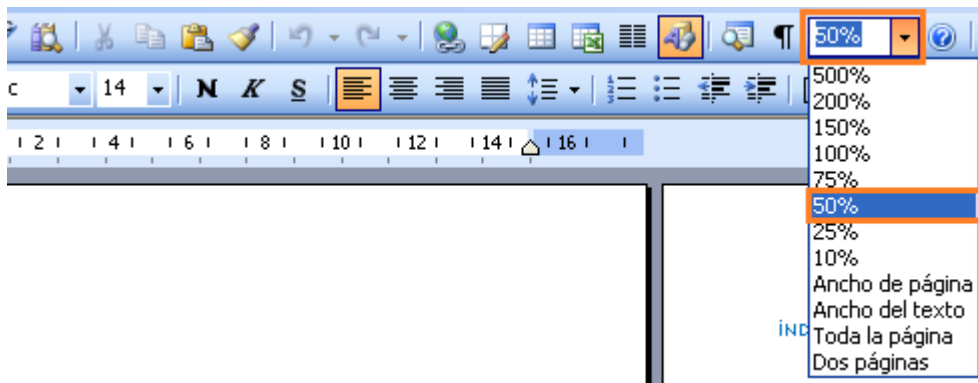 50%
c 14 N K S
2 4 6 8 10 12 14 16
500%
200%
150%
100%
75%
50%
25%
10%
Ancho de página
Ancho del texto
Toda la página
Dos páginas
ÍND